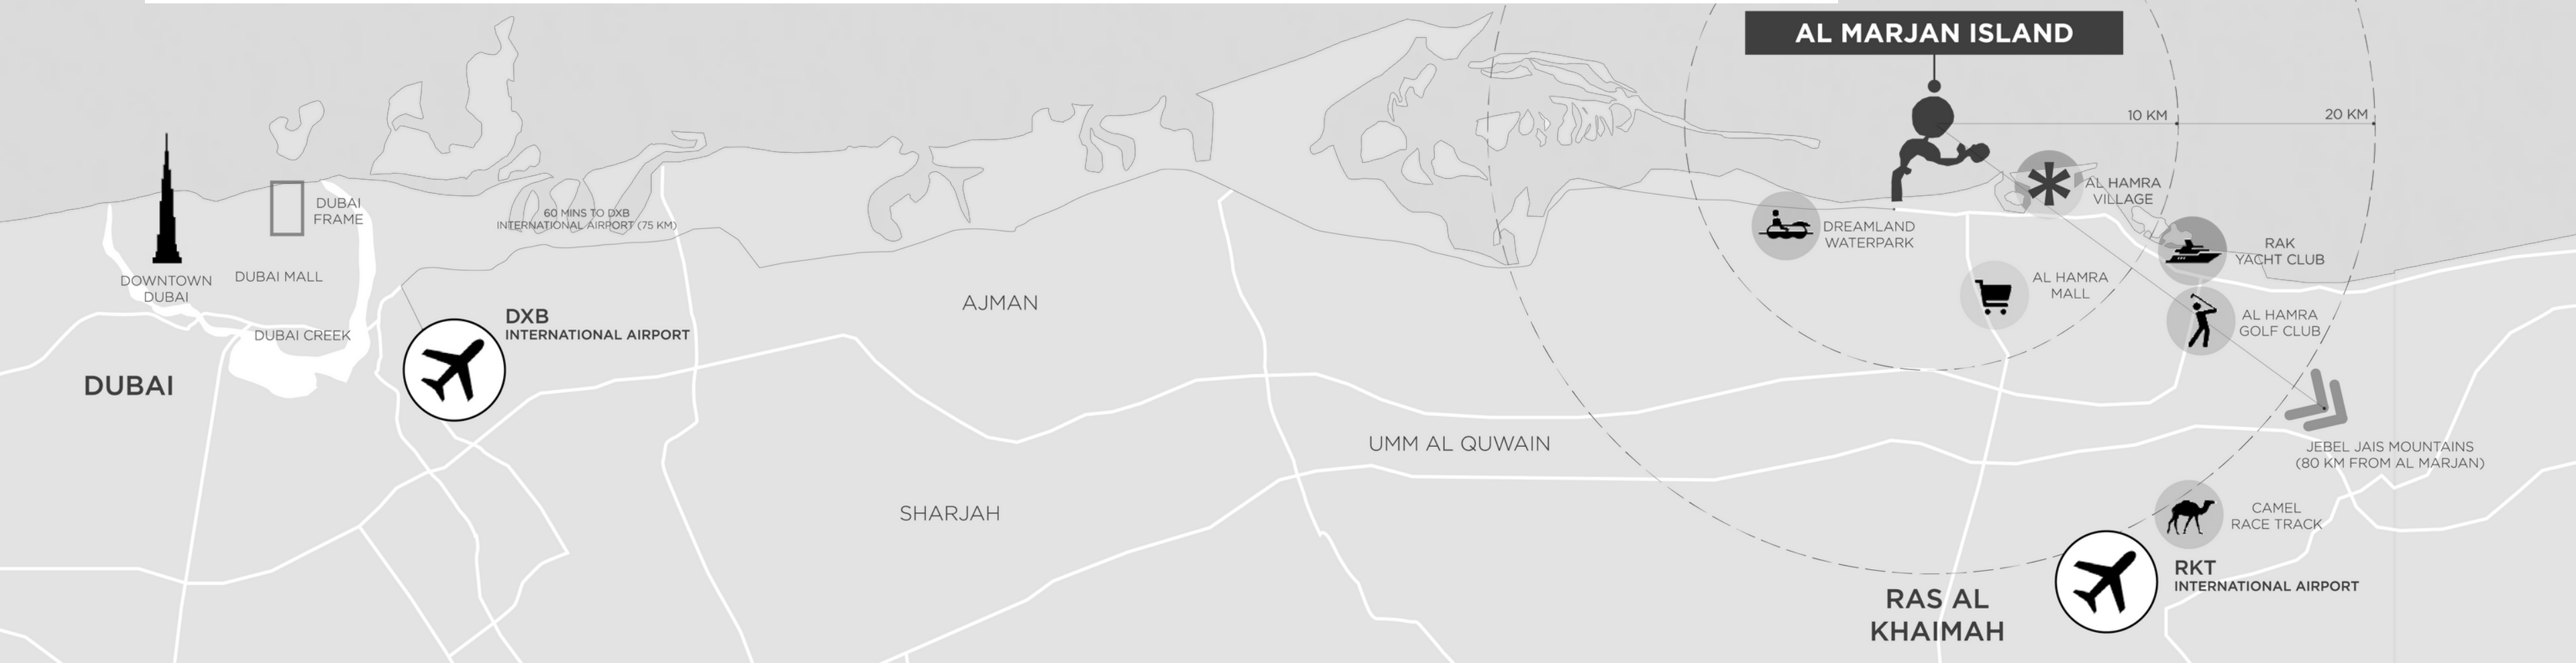 AL MARJAN ISLAND
10 KM
20 KM
DUBAI
FRAME
60 MINS TO DXB
INTERNATIONAL AIRPORT (75 KM)
AL HAMRA
VILLAGE
DREAMLAND
WATERPARK
RAK
YACHT CLUB
DOWNTOWN
DUBAI
DUBAI MALL
AL HAMRA
MALL
AJMAN
DXB
INTERNATIONAL AIRPORT
DUBAI CREEK
AL HAMRA
GOLF CLUB
DUBAI
UMM AL QUWAIN
JEBEL JAIS MOUNTAINS
(80 KM FROM AL MARJAN)
SHARJAH
CAMEL
RACE TRACK
RKT
INTERNATIONAL AIRPORT
RAS AL
KHAIMAH